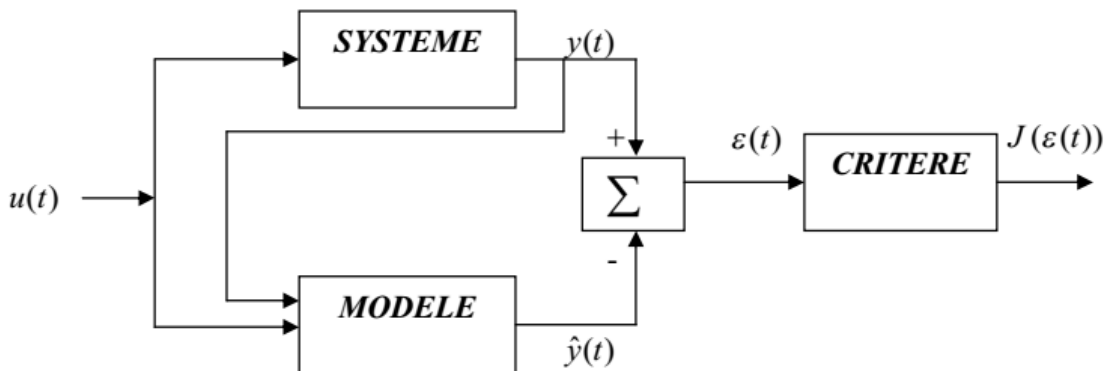 SYSTEME
y(t)
+
ε(t)
J(ε(t))
CRITERE
∑
u(t)
-
MODELE
ŷ(t)